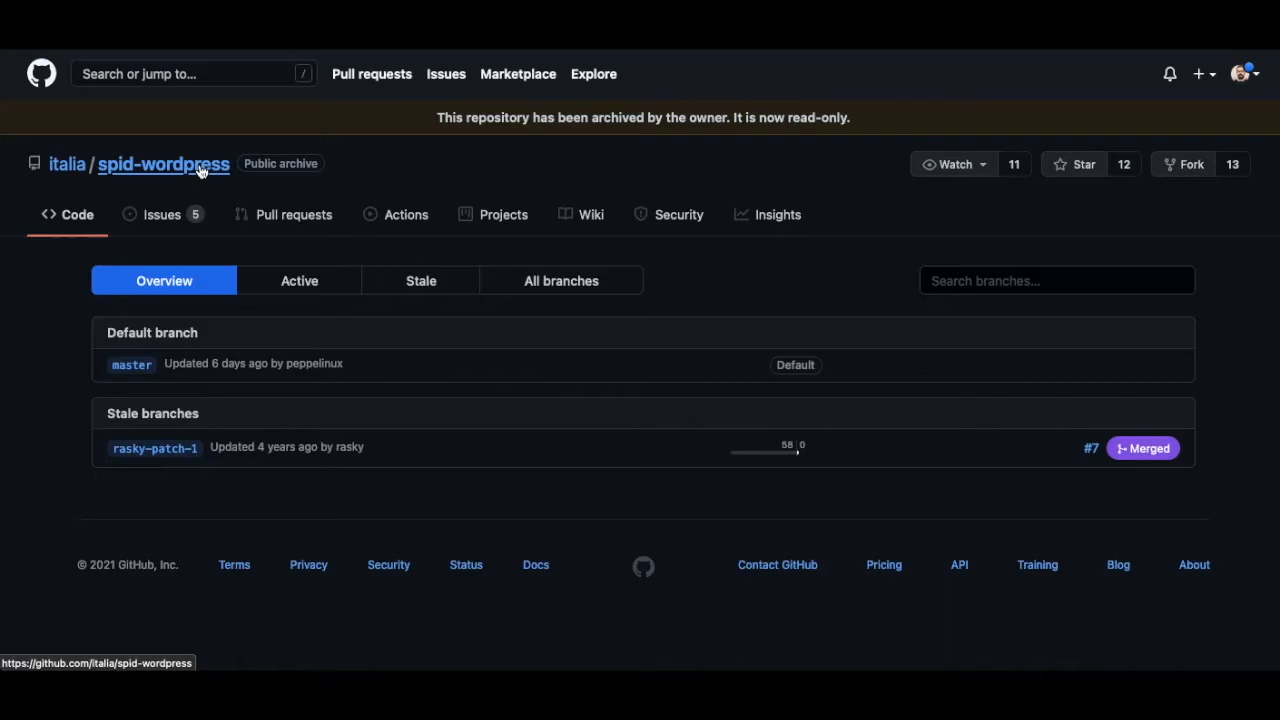 Search or jump to... / Pull requests Issues Marketplace Explore
This repository has been archived by the owner. It is now read-only.
italia / spid-wordpress Public archive Watch 11 Star 12 Fork 13
Code Issues 5 Pull requests Actions Projects Wiki Security Insights
Overview Active Stale All branches Search branches...
Default branch
master Updated 6 days ago by peppelinux Default
Stale branches
rasky-patch-1 Updated 4 years ago by rasky 58 0 #7 Merged
© 2021 GitHub, Inc. Terms Privacy Security Status Docs Contact GitHub Pricing API Training Blog About
https://github.com/italia/spid-wordpress